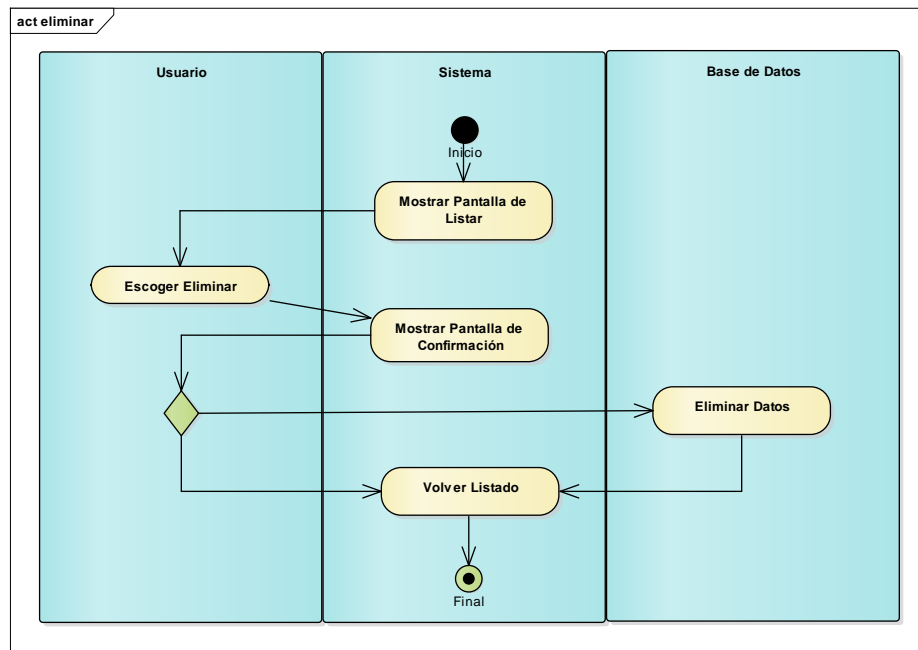 act eliminar
Usuario
Sistema
Base de Datos
Inicio
Mostrar Pantalla de
Listar
Escoger Eliminar
Mostrar Pantalla de
Confirmación
Eliminar Datos
Volver Listado
Final